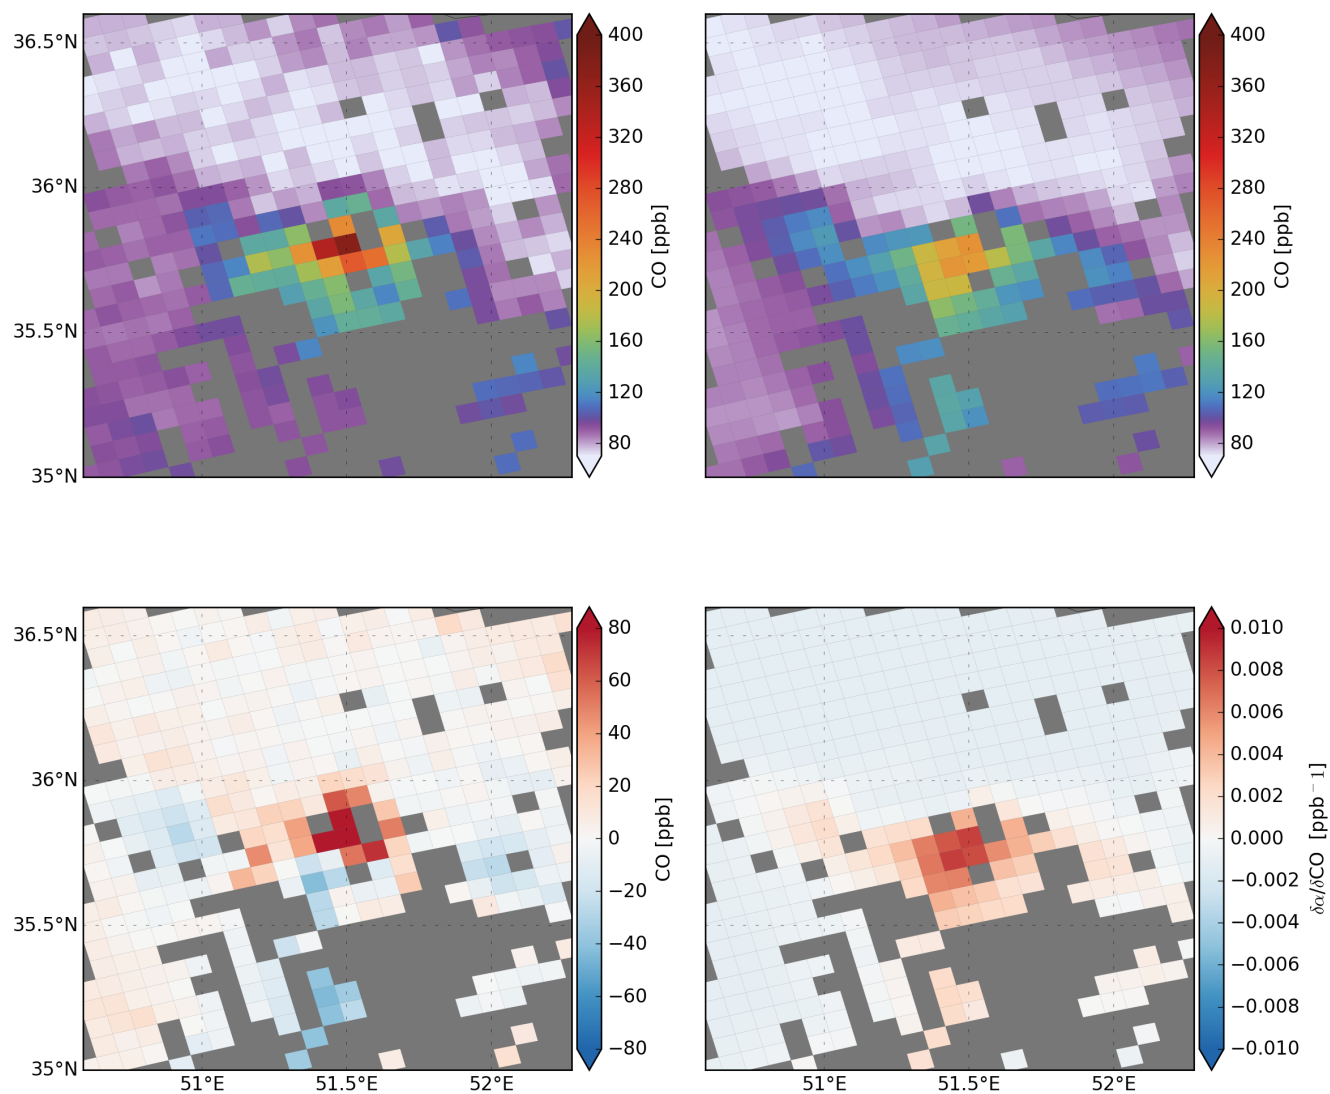 36.5°N
36°N
35.5°N
35°N
400
360
320
280
240
200
160
120
80
CO [ppb]
400
360
320
280
240
200
160
120
80
CO [ppb]
36.5°N
36°N
35.5°N
35°N
51°E
51.5°E
52°E
80
60
40
20
0
−20
−40
−60
−80
CO [ppb]
51°E
51.5°E
52°E
0.010
0.008
0.006
0.004
0.002
0.000
−0.002
−0.004
−0.006
−0.008
−0.010
δα/δCO [ppb − 1]